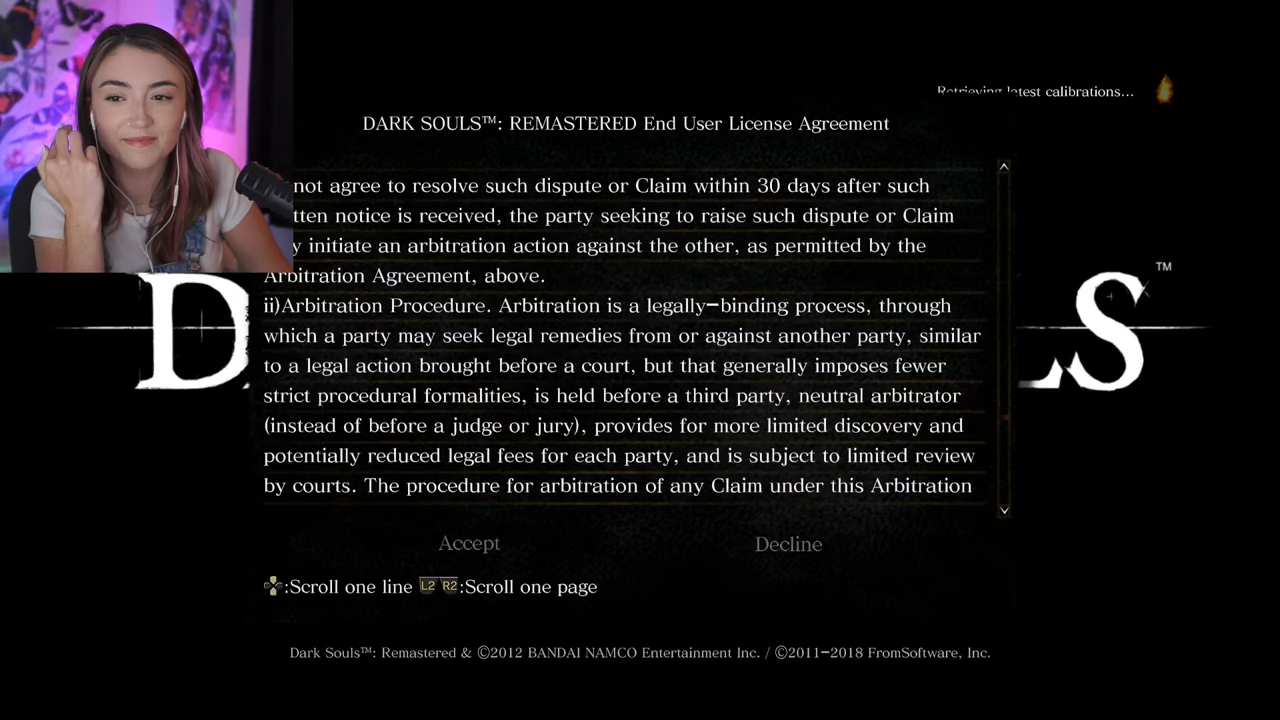 Retrieving latest calibrations...
DARK SOULS™: REMASTERED End User License Agreement
not agree to resolve such dispute or Claim within 30 days after such
tten notice is received, the party seeking to raise such dispute or Claim
y initiate an arbitration action against the other, as permitted by the
Arbitration Agreement, above.
ii)Arbitration Procedure. Arbitration is a legally−binding process, through
which a party may seek legal remedies from or against another party, similar
to a legal action brought before a court, but that generally imposes fewer
strict procedural formalities, is held before a third party, neutral arbitrator
(instead of before a judge or jury), provides for more limited discovery and
potentially reduced legal fees for each party, and is subject to limited review
by courts. The procedure for arbitration of any Claim under this Arbitration
D LS™
Accept Decline
:Scroll one line L2 R2:Scroll one page
Dark Souls™: Remastered & ©2012 BANDAI NAMCO Entertainment Inc. / ©2011−2018 FromSoftware, Inc.